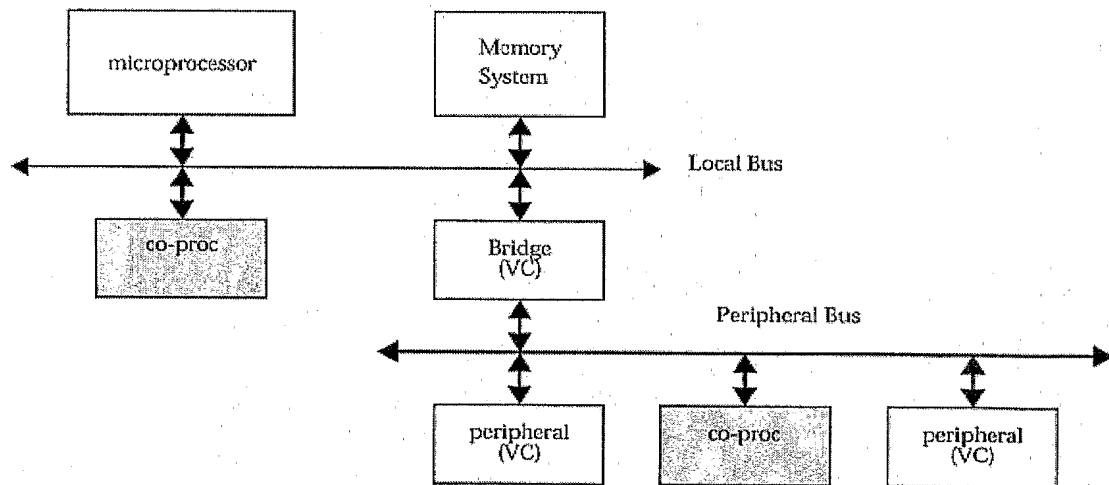 microprocessor
Memory
System
Local Bus
co-proc
Bridge
(VC)
Peripheral Bus
peripheral
(VC)
co-proc
peripheral
(VC)